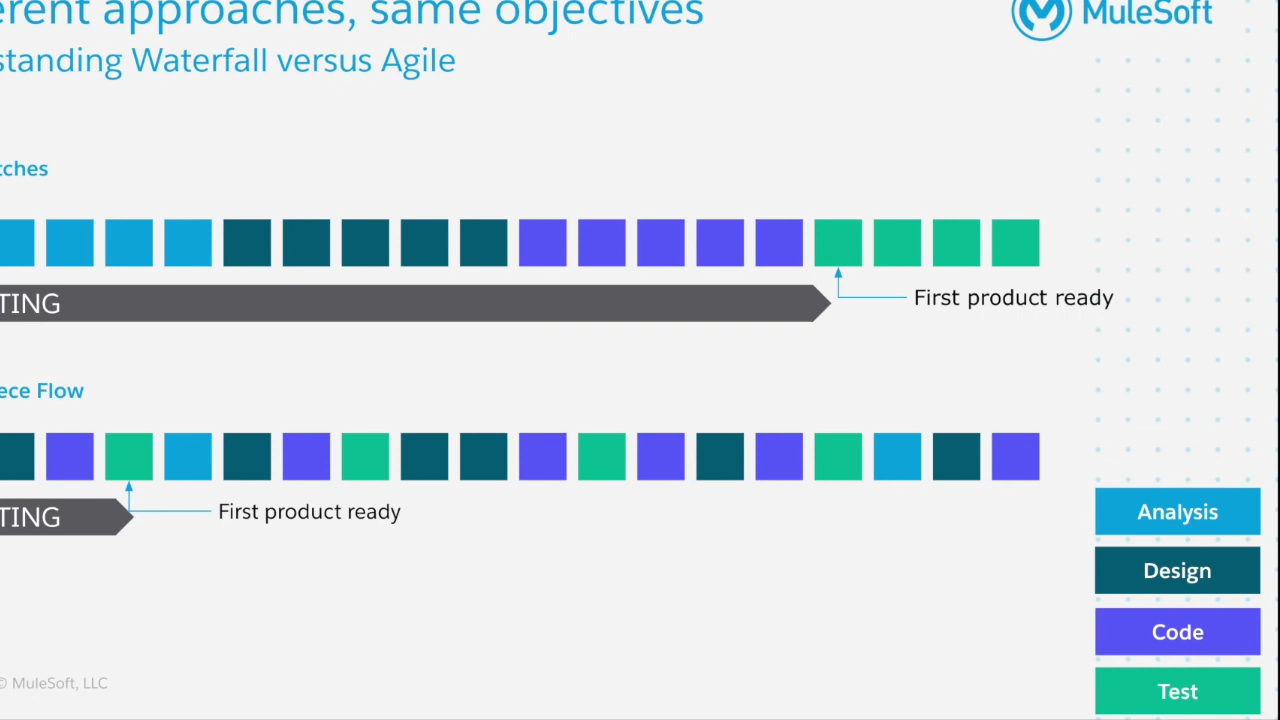 erent approaches, same objectives
MuleSoft
standing Waterfall versus Agile
tches
TING
First product ready
ece Flow
TING
First product ready
Analysis
Design
Code
Test
© MuleSoft, LLC